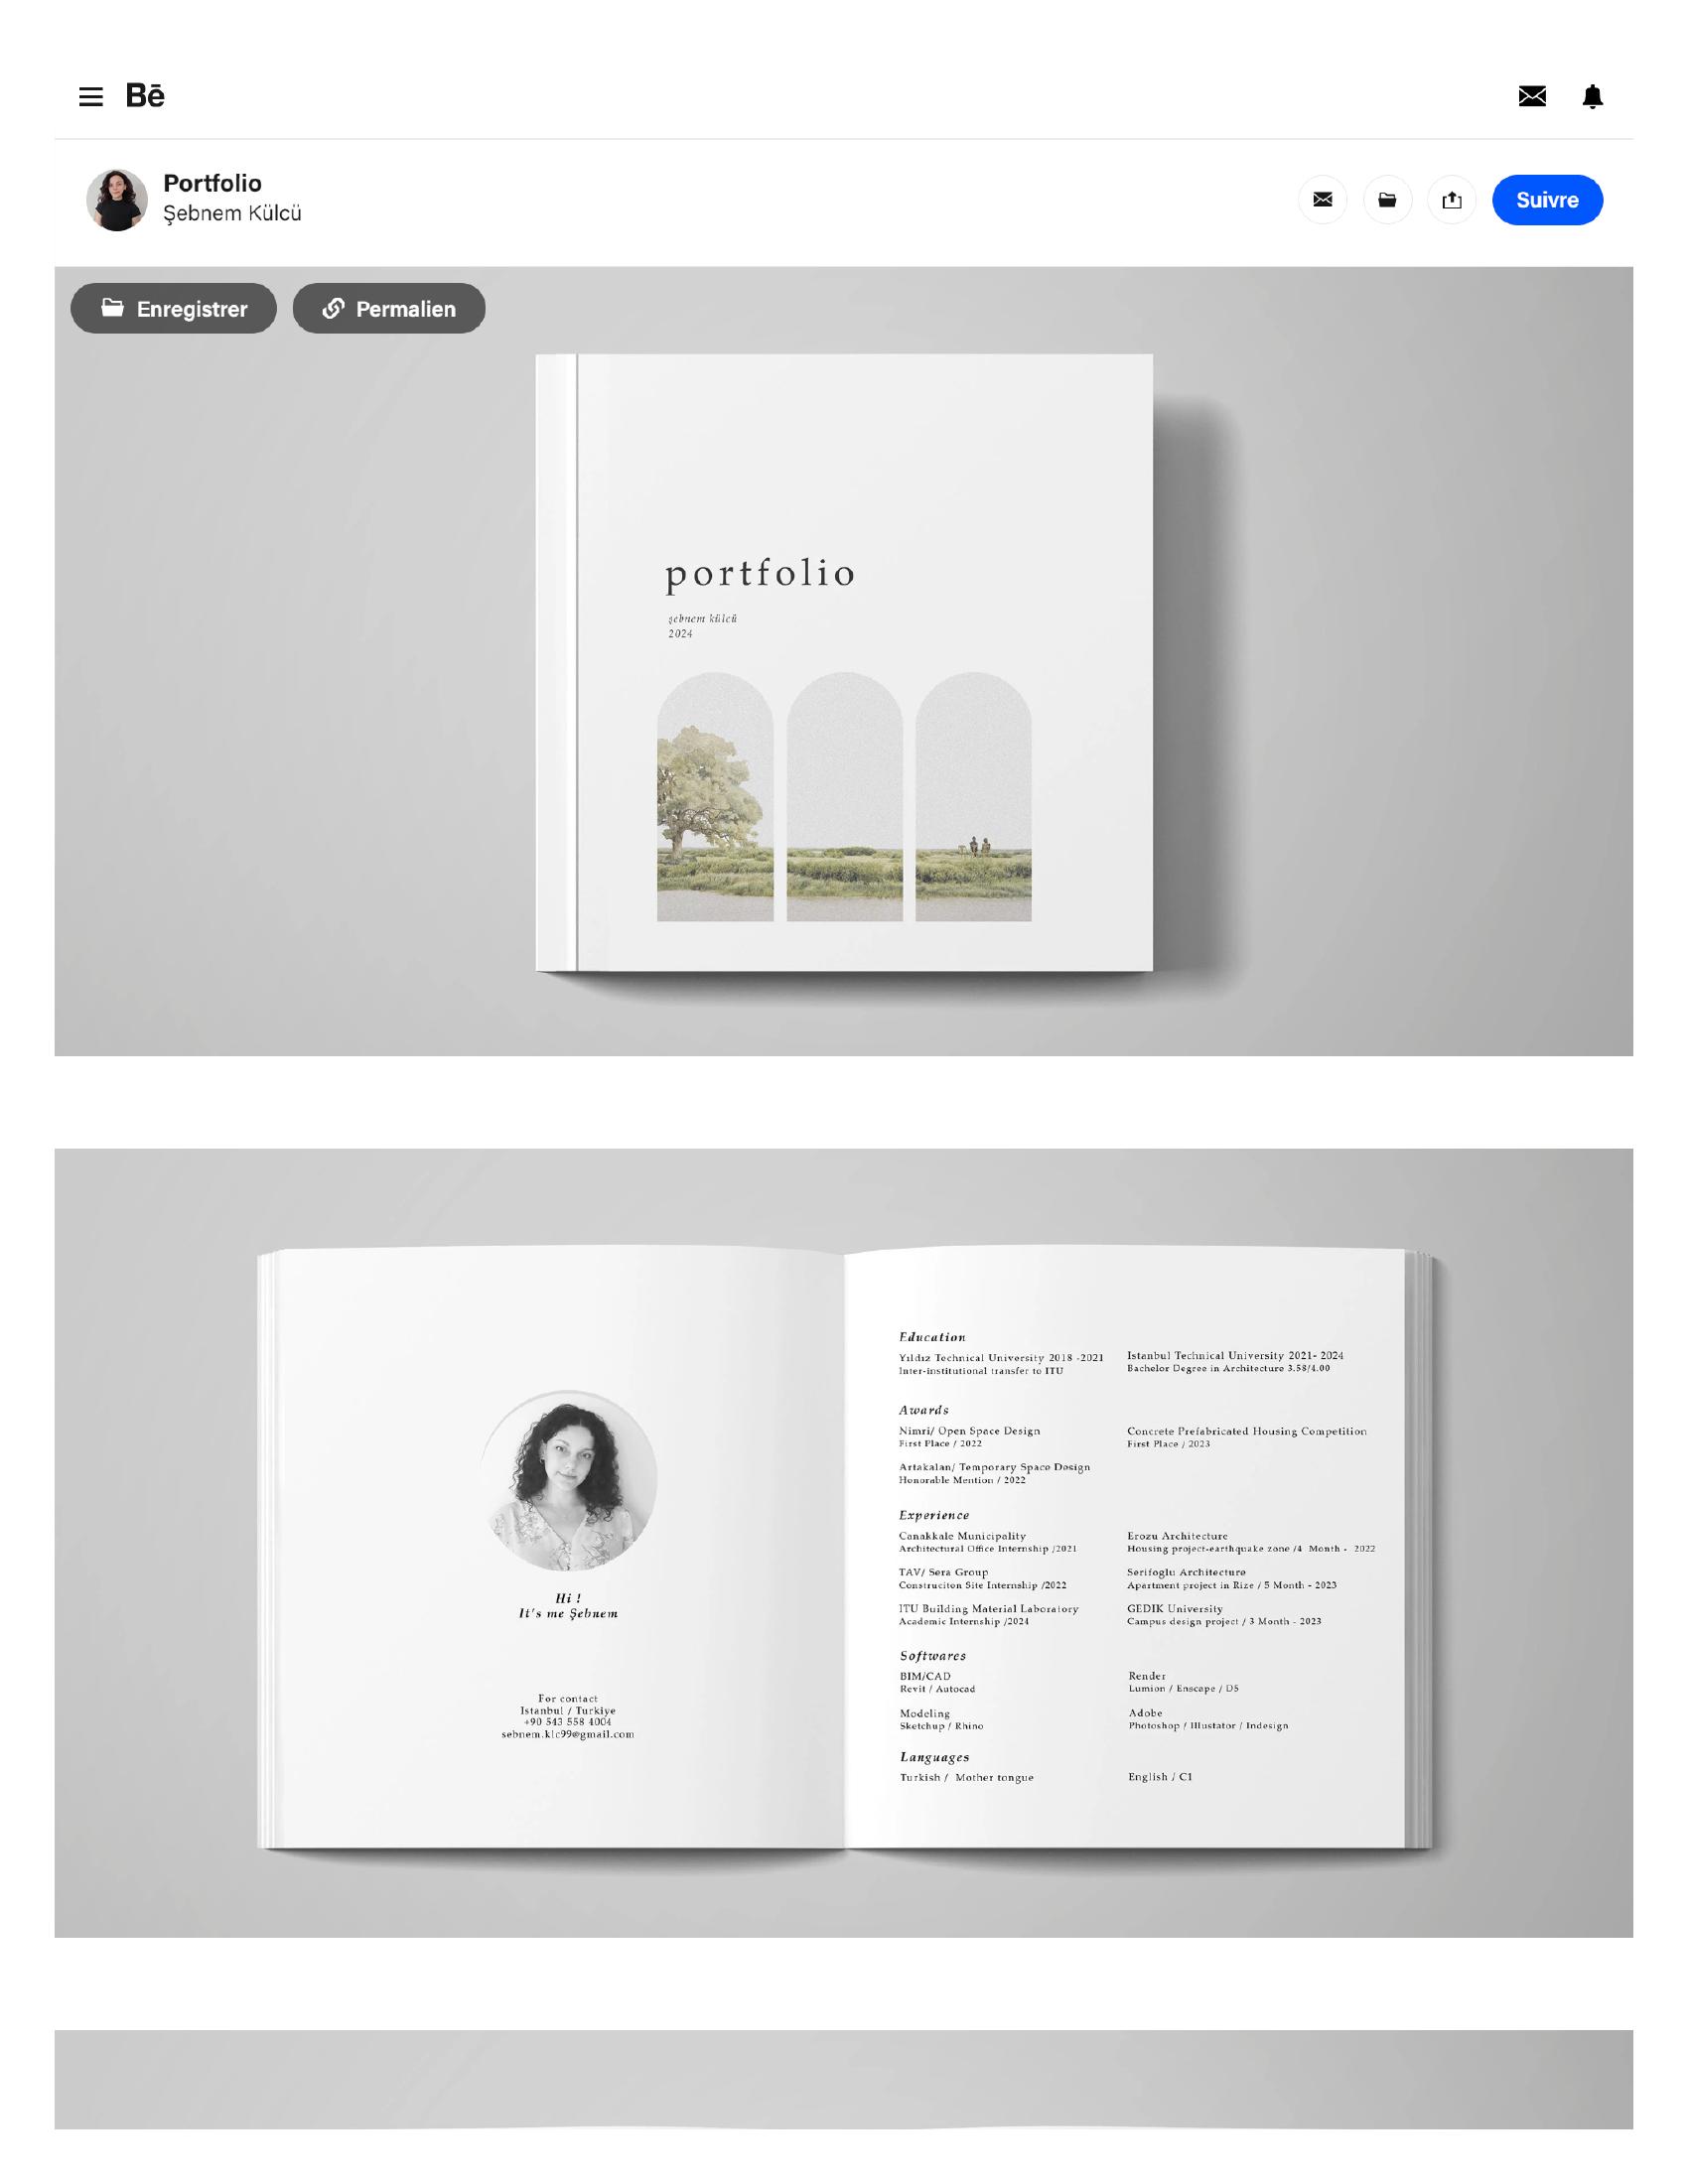 Bē
Portfolio
Şebnem Külcü
Suivre
Enregistrer
Permalien
portfolio
şebnem külcü
2024
Hi !
It's me Şebnem
For contact
Istanbul / Turkiye
+90 543 558 4004
sebnem.klc99@gmail.com
Education
Yıldız Technical University 2018 -2021
Inter-institutional transfer to ITU
Istanbul Technical University 2021- 2024
Bachelor Degree in Architecture 3.58/4.00
Awards
Nimri/ Open Space Design
First Place / 2022
Concrete Prefabricated Housing Competition
First Place / 2023
Artakalan/ Temporary Space Design
Honorable Mention / 2022
Experience
Canakkale Municipality
Architectural Office Internship /2021
Erozu Architecture
Housing project-earthquake zone /4 Month - 2022
TAV/ Sera Group
Construciton Site Internship /2022
Serifoglu Architecture
Apartment project in Rize / 5 Month - 2023
ITU Building Material Laboratory
Academic Internship /2024
GEDIK University
Campus design project / 3 Month - 2023
Softwares
BIM/CAD
Revit / Autocad
Render
Lumion / Enscape / D5
Modeling
Sketchup / Rhino
Adobe
Photoshop / Illustator / Indesign
Languages
Turkish / Mother tongue
English / C1